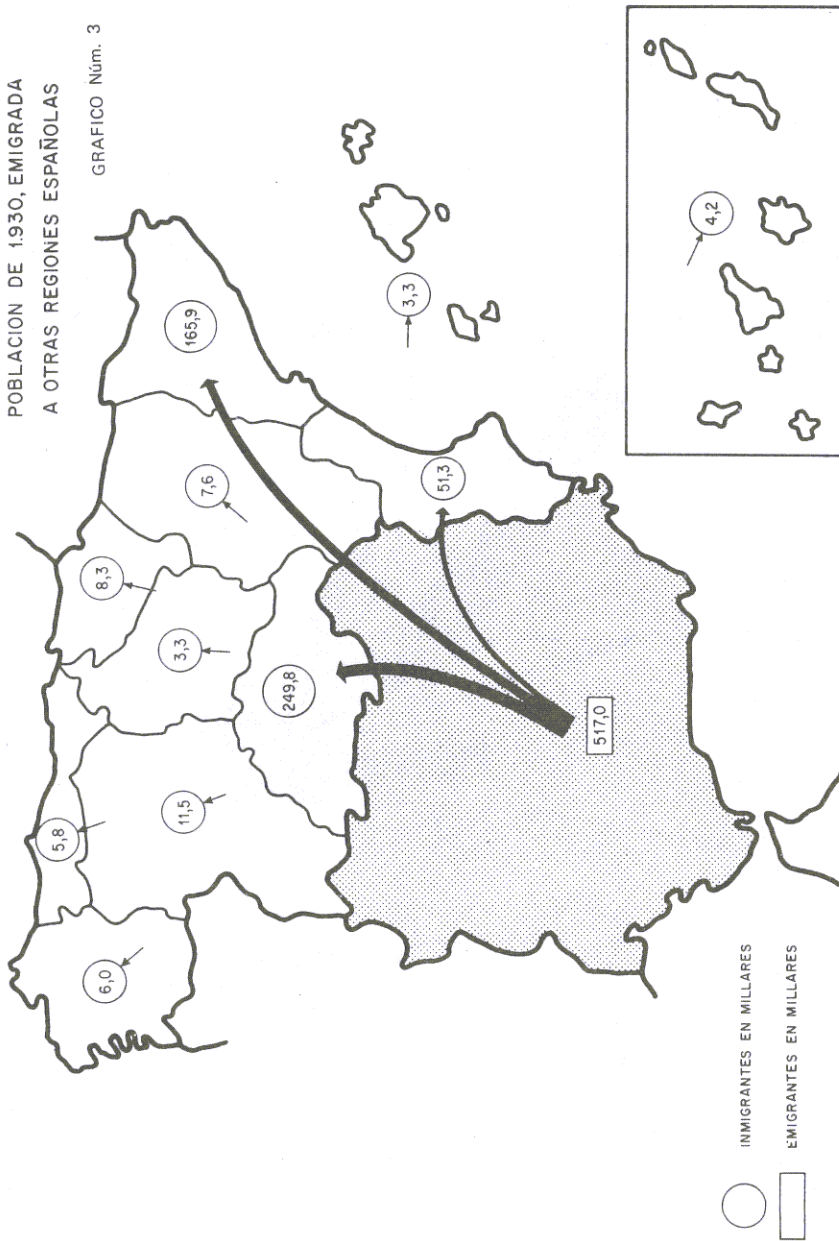 POBLACION DE 1.930, EMIGRADA
A OTRAS REGIONES ESPAÑOLAS
GRAFICO Núm. 3
6,0
5,8
11,5
3,3
8,3
7,6
165,9
249,8
51,3
3,3
517,0
4,2
INMIGRANTES EN MILLARES
EMIGRANTES EN MILLARES